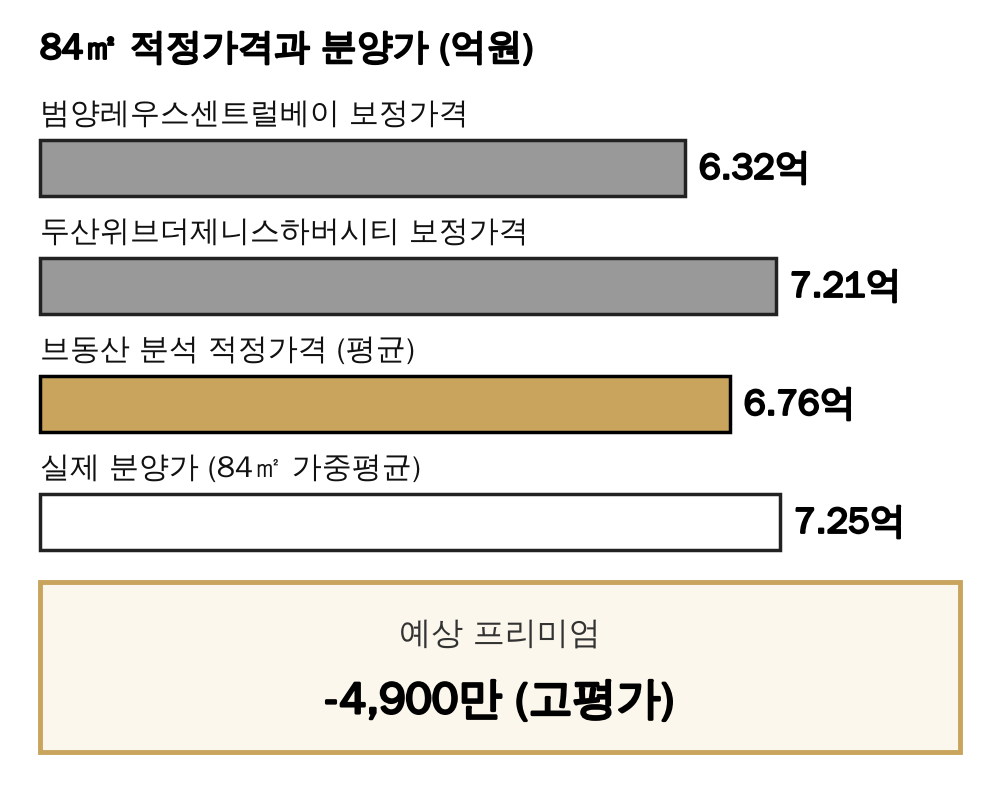 84㎡ 적정가격과 분양가 (억원)
범양레우스센트럴베이 보정가격
6.32억
두산위브더제니스하버시티 보정가격
7.21억
브동산 분석 적정가격 (평균)
6.76억
실제 분양가 (84㎡ 가중평균)
7.25억
예상 프리미엄
-4,900만 (고평가)